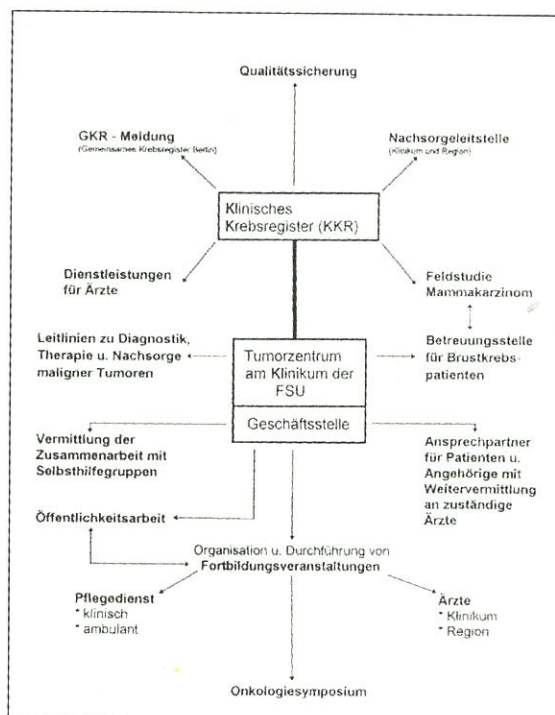 Qualitätssicherung
GKR - Meldung
(Gemeinsames Krebsregister Berlin)
Nachsorgeleitstelle
(Klinikum und Region)
Klinisches
Krebsregister (KKR)
Dienstleistungen
für Ärzte
Feldstudie
Mammakarzinom
Leitlinien zu Diagnostik,
Therapie u. Nachsorge
maligner Tumoren
Tumorzentrum
am Klinikum der
FSU
Betreuungsstelle
für Brustkrebs-
patienten
Geschäftsstelle
Vermittlung der
Zusammenarbeit mit
Selbsthilfegruppen
Ansprechpartner
für Patienten u.
Angehörige mit
Weitervermittlung
an zuständige
Ärzte
Öffentlichkeitsarbeit
Organisation u. Durchführung von
Fortbildungsveranstaltungen
Pflegedienst
* klinisch
* ambulant
Ärzte
* Klinikum
* Region
Onkologiesymposium